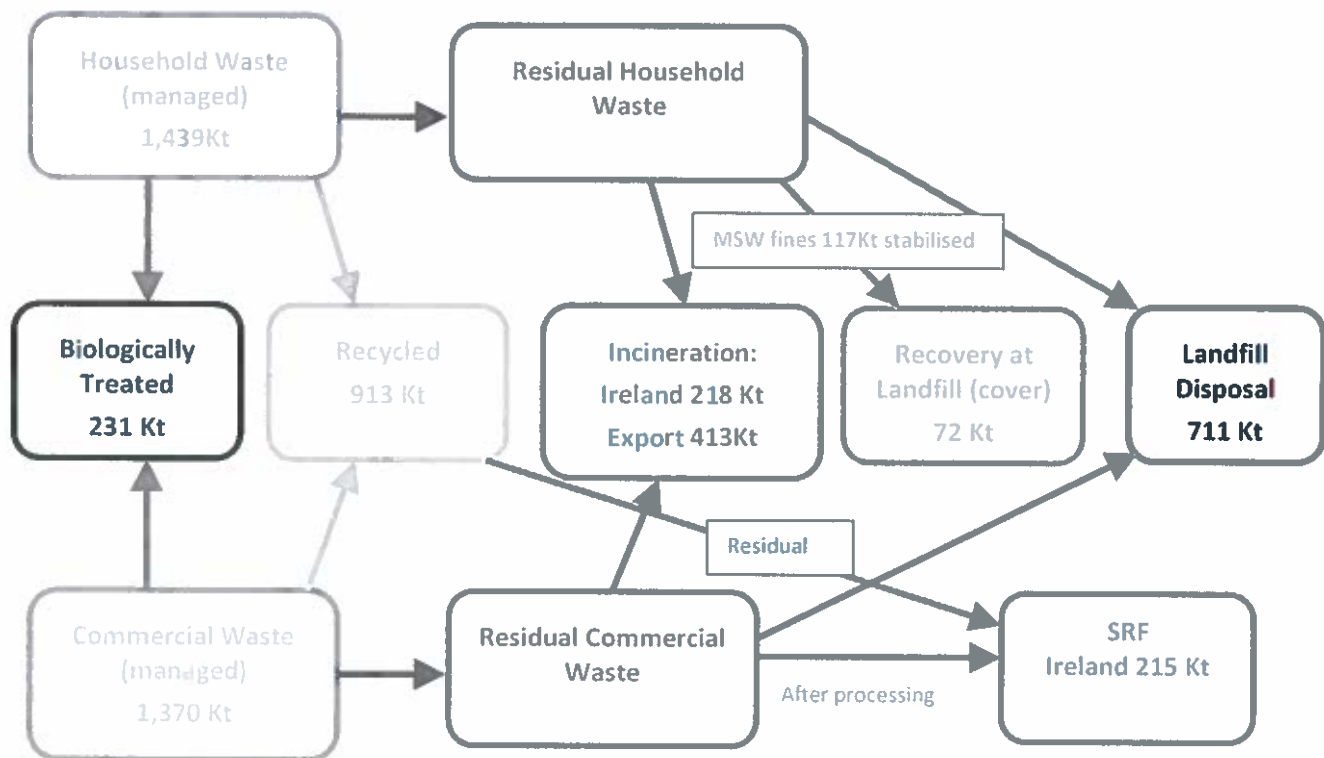 Household Waste
(managed)
1,439Kt
Residual Household
Waste
MSW fines 117Kt stabilised
Biologically
Treated
231 Kt
Recycled
913 Kt
Incineration:
Ireland 218 Kt
Export 413Kt
Recovery at
Landfill (cover)
72 Kt
Landfill
Disposal
711 Kt
Residual
Commercial Waste
(managed)
1,370 Kt
Residual Commercial
Waste
After processing
SRF
Ireland 215 Kt